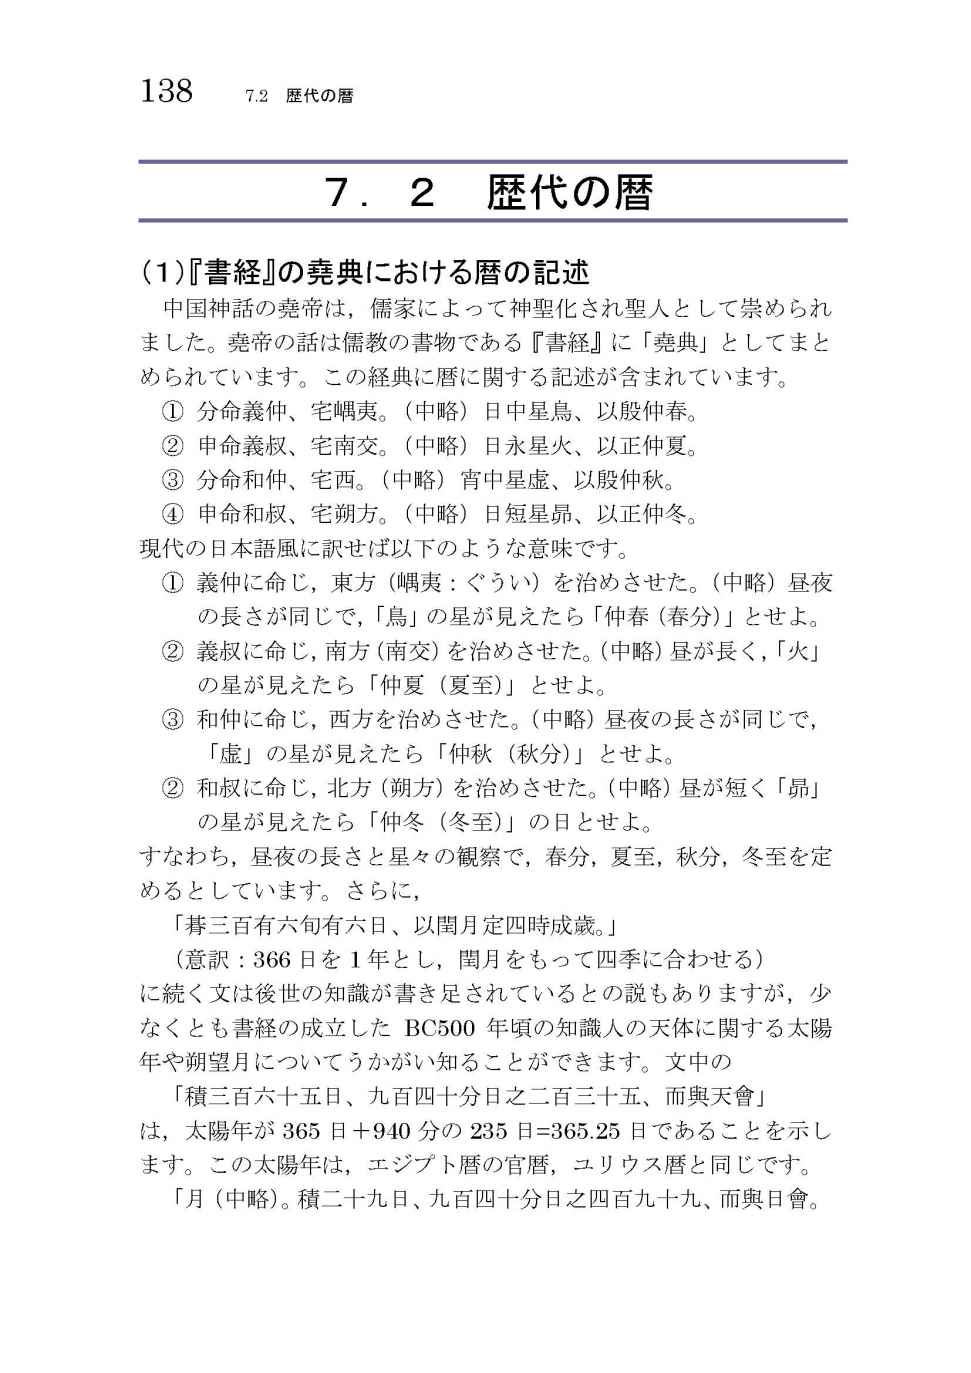 138 7.2 歴代の暦
7．2 歴代の暦
(1)『書経』の堯典における暦の記述
中国神話の堯帝は，儒家によって神聖化され聖人として崇められ
ました。堯帝の話は儒教の書物である『書経』に「堯典」としてまと
められています。この経典に暦に関する記述が含まれています。
① 分命義仲、宅嵎夷。（中略）日中星鳥、以殷仲春。
② 申命義叔、宅南交。（中略）日永星火、以正仲夏。
③ 分命和仲、宅西。（中略）宵中星虚、以殷仲秋。
④ 申命和叔、宅朔方。（中略）日短星昴、以正仲冬。
現代の日本語風に訳せば以下のような意味です。
① 義仲に命じ，東方（嵎夷：ぐうい）を治めさせた。（中略）昼夜
の長さが同じで，「鳥」の星が見えたら「仲春（春分）」とせよ。
② 義叔に命じ，南方（南交）を治めさせた。（中略）昼が長く，「火」
の星が見えたら「仲夏（夏至）」とせよ。
③ 和仲に命じ，西方を治めさせた。（中略）昼夜の長さが同じで，
「虚」の星が見えたら「仲秋（秋分）」とせよ。
② 和叔に命じ，北方（朔方）を治めさせた。（中略）昼が短く「昴」
の星が見えたら「仲冬（冬至）」の日とせよ。
すなわち，昼夜の長さと星々の観察で，春分，夏至，秋分，冬至を定
めるとしています。さらに，
「朞三百有六旬有六日、以閏月定四時成歲。」
（意訳：366 日を 1 年とし，閏月をもって四季に合わせる）
に続く文は後世の知識が書き足されているとの説もありますが，少
なくとも書経の成立した BC500 年頃の知識人の天体に関する太陽
年や朔望月についてうかがい知ることができます。文中の
「積三百六十五日、九百四十分日之二百三十五、而與天會」
は，太陽年が 365 日＋940 分の 235 日=365.25 日であることを示し
ます。この太陽年は，エジプト暦の官暦，ユリウス暦と同じです。
「月（中略）。積二十九日、九百四十分日之四百九十九、而與日會。